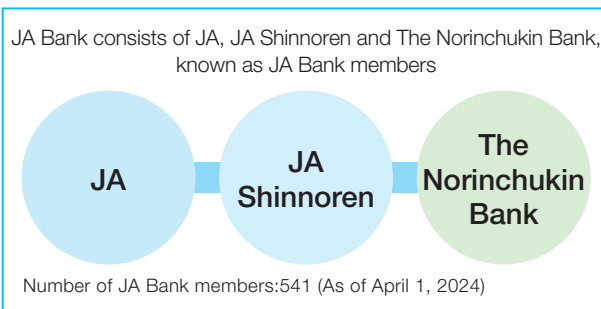 JA Bank consists of JA, JA Shinnoren and The Norinchukin Bank,
known as JA Bank members
JA
JA
Shinnoren
The
Norinchukin
Bank
Number of JA Bank members:541 (As of April 1, 2024)